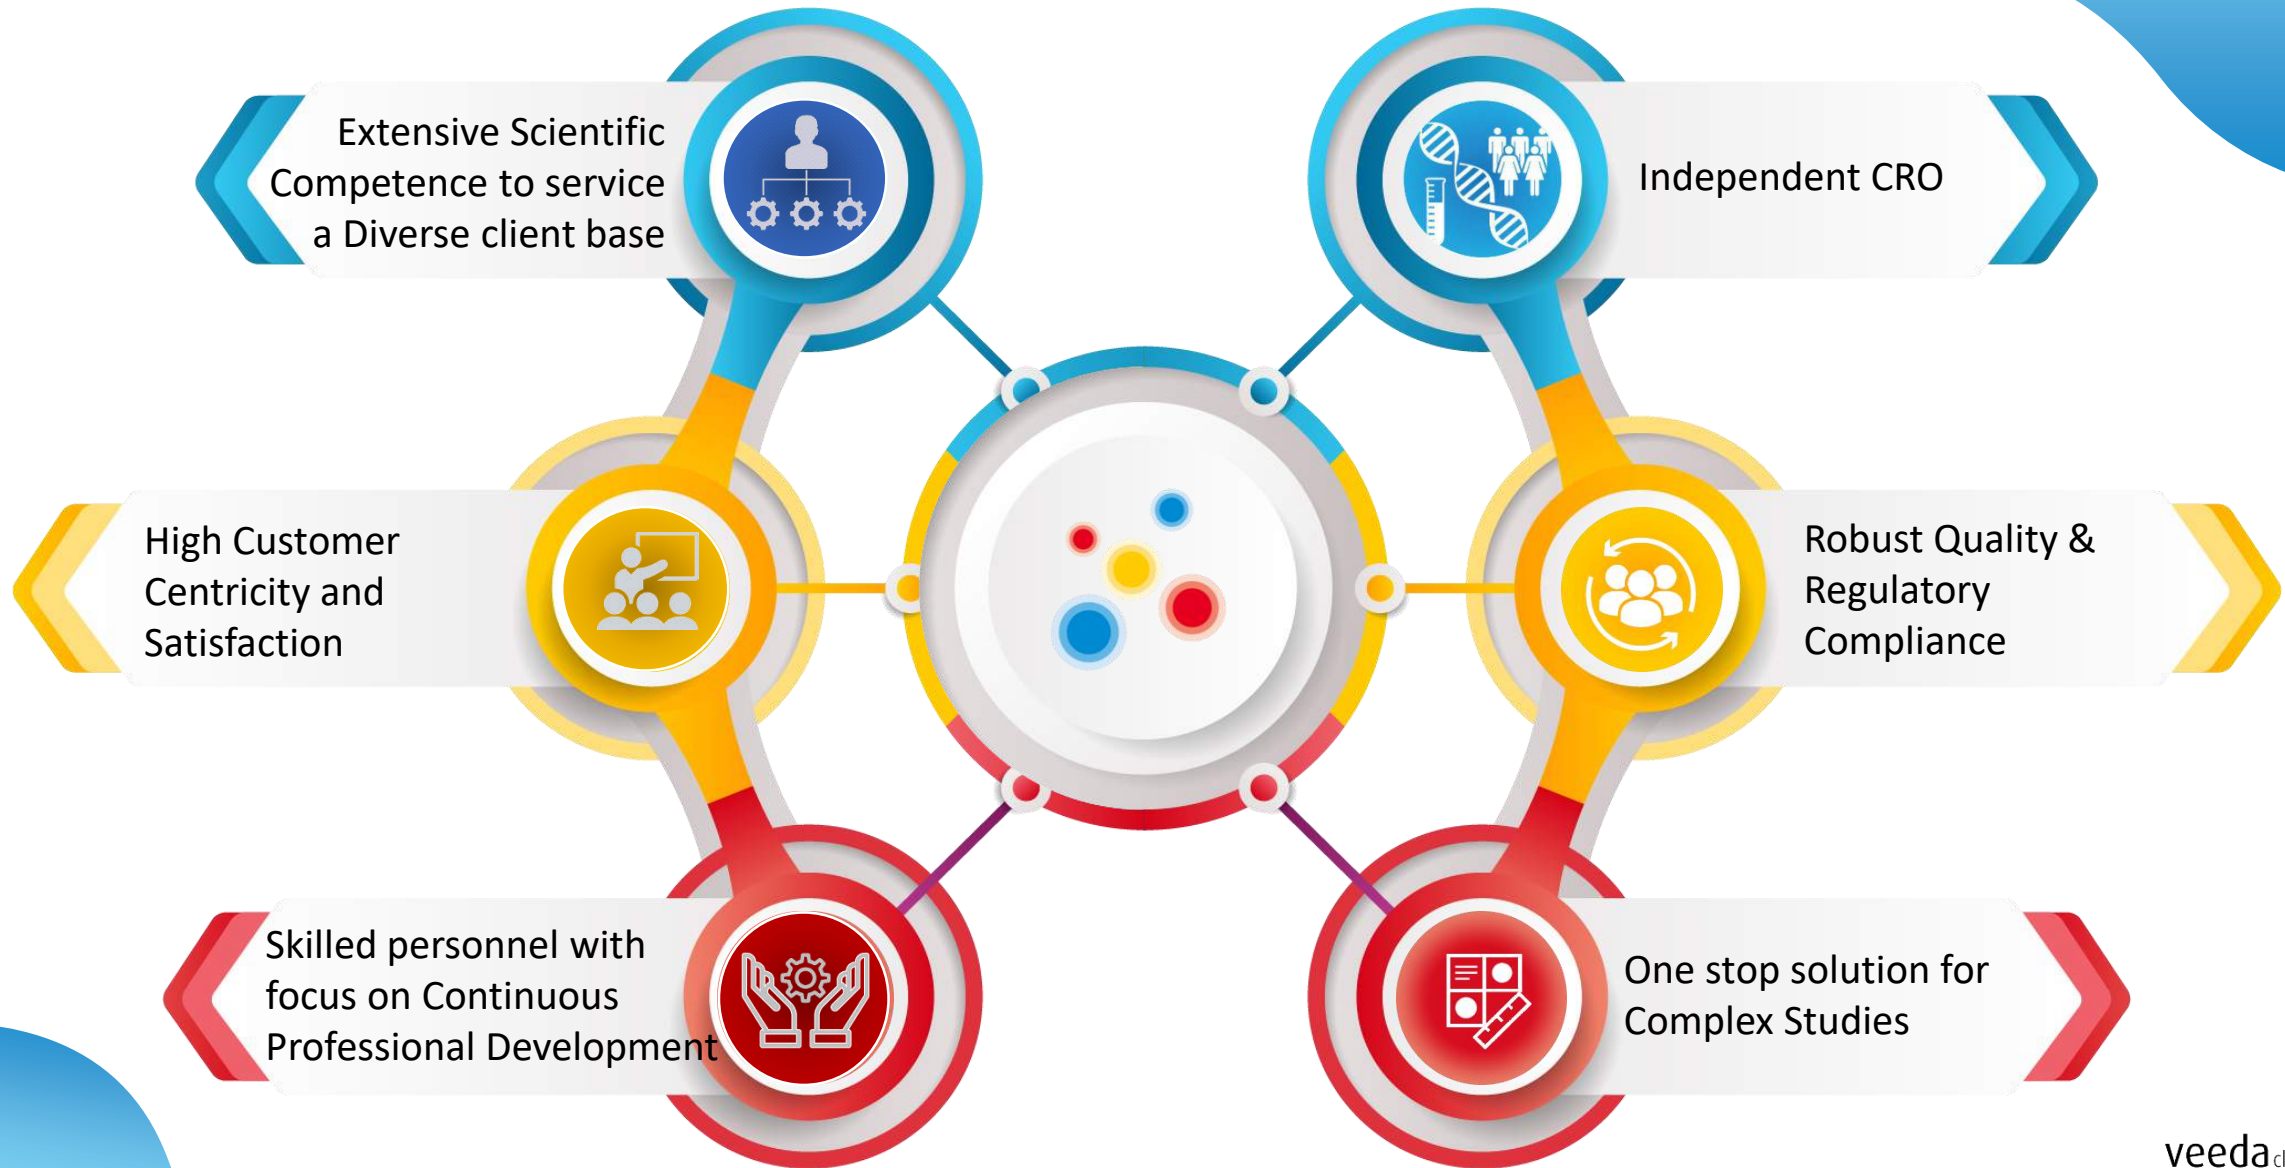 Extensive Scientific
Competence to service
a Diverse client base
Independent CRO
High Customer
Centricity and
Satisfaction
Robust Quality &
Regulatory
Compliance
Skilled personnel with
focus on Continuous
Professional Development
One stop solution for
Complex Studies
veeda